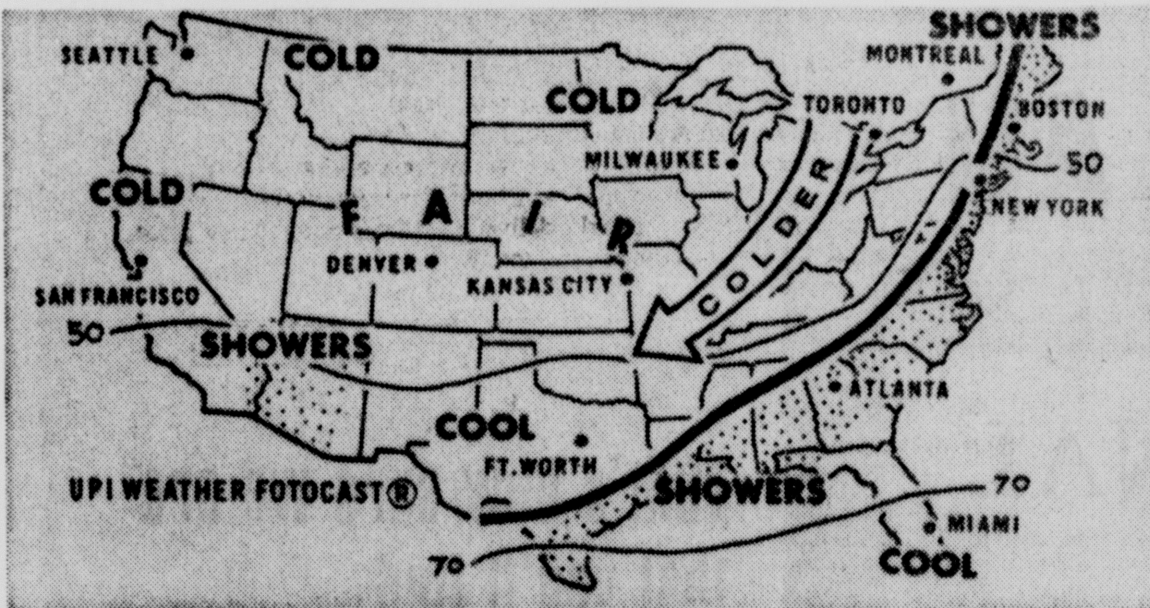 SHOWERS
SEATTLE
COLD
MONTREAL
COLD
TORONTO
BOSTON
MILWAUKEE
50
COLD
COLDER
NEW YORK
FAIR
DENVER
KANSAS CITY
SAN FRANCISCO
50
SHOWERS
ATLANTA
COOL
FT. WORTH
UPI WEATHER FOTOCAST®
SHOWERS
70
MIAMI
70
COOL